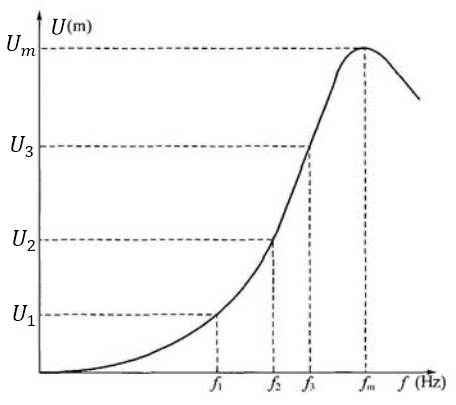 U(m)
Uₘ
U₃
U₂
U₁
f₁ f₂ f₃ fₘ f (Hz)